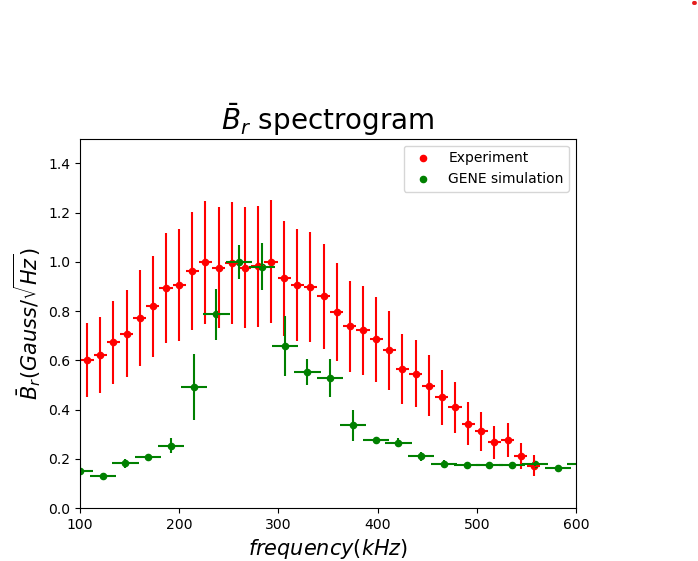 B̄r spectrogram
Experiment
GENE simulation
B̄r(Gauss/√Hz)
1.4
1.2
1.0
0.8
0.6
0.4
0.2
0.0
100 200 300 400 500 600
frequency(kHz)